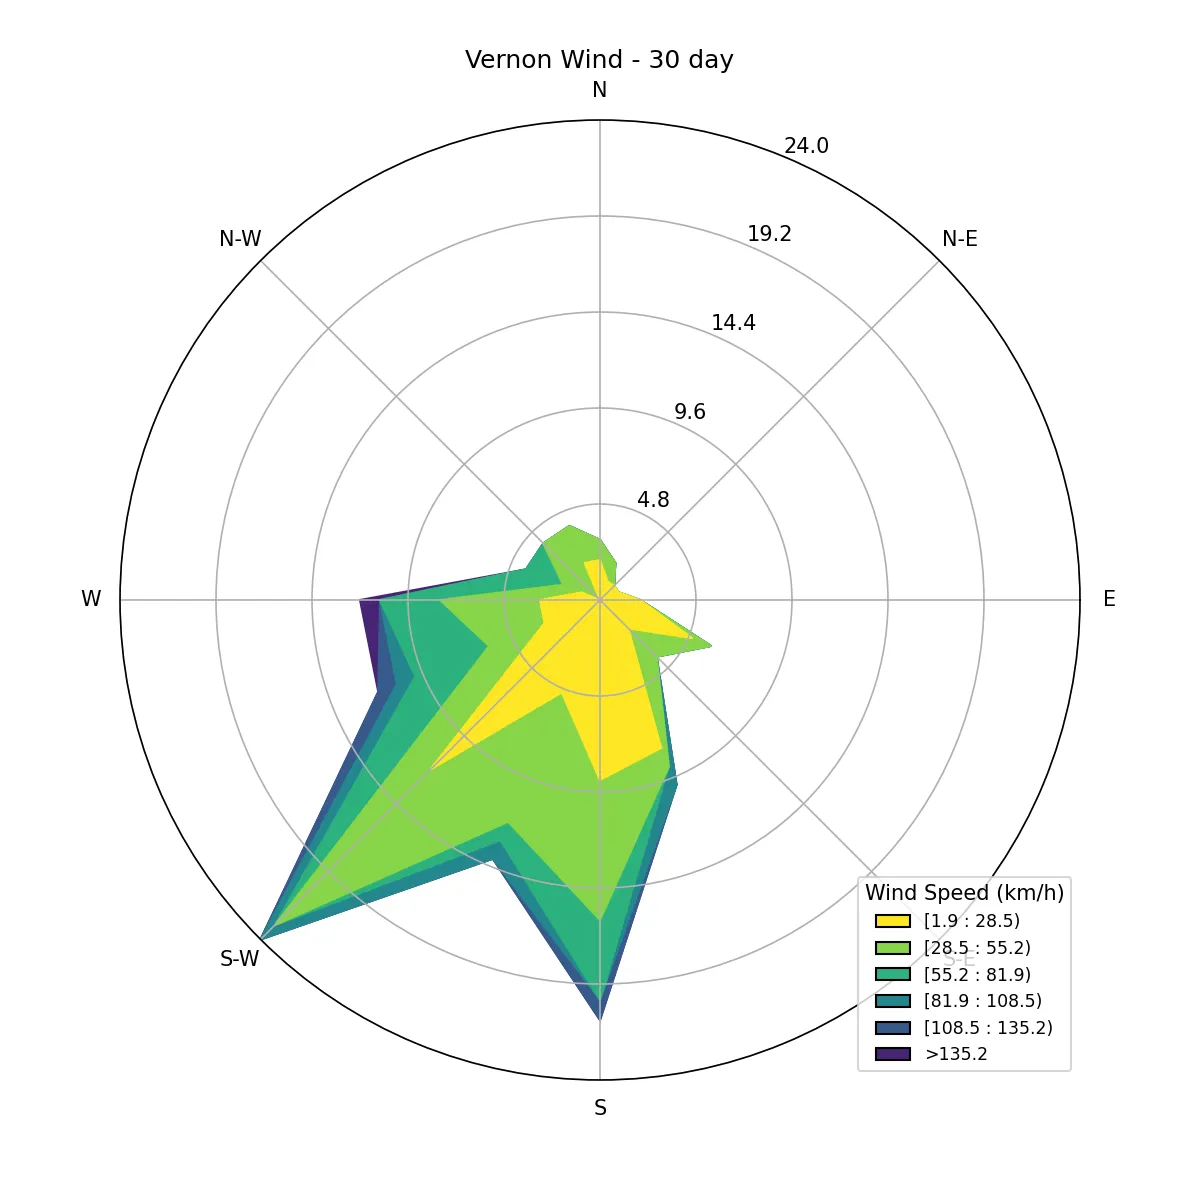 Vernon Wind - 30 day
N
24.0
N-W
19.2
N-E
14.4
9.6
4.8
W
E
Wind Speed (km/h)
[1.9 : 28.5)
[28.5 : 55.2)
S-W
S-E
[55.2 : 81.9)
[81.9 : 108.5)
[108.5 : 135.2)
>135.2
S